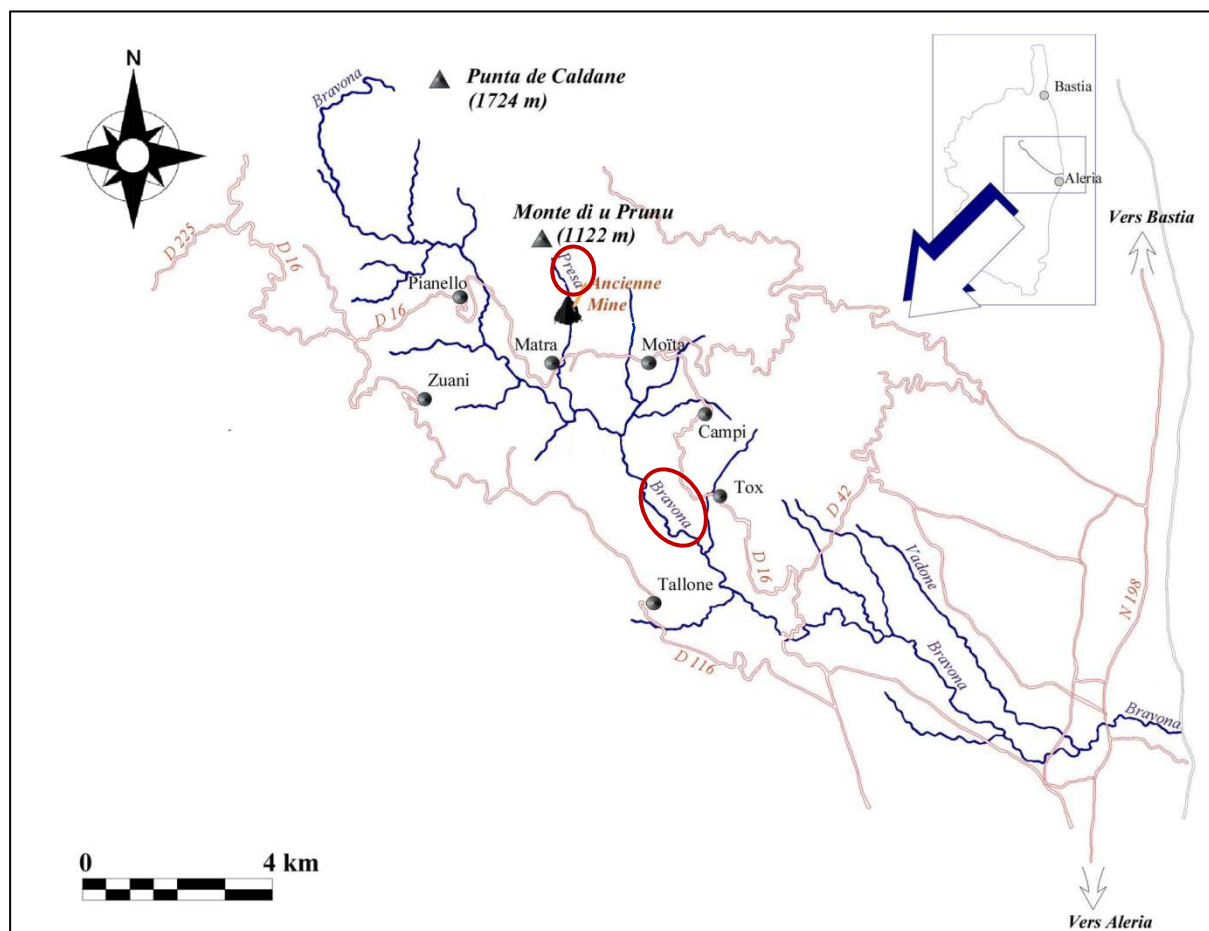 N
Bravona
Punta de Caldane
(1724 m)
Bastia
Aleria
Vers Bastia
Monte di u Prunu
(1122 m)
D 225
D 16
Presa
Pianello
Ancienne
Mine
D 16
Matra
Moïta
Zuani
Campi
Bravona
Tox
D 42
Vadone
D 16
N 198
Tallone
D 116
Bravona
Bravona
0 4 km
Vers Aleria